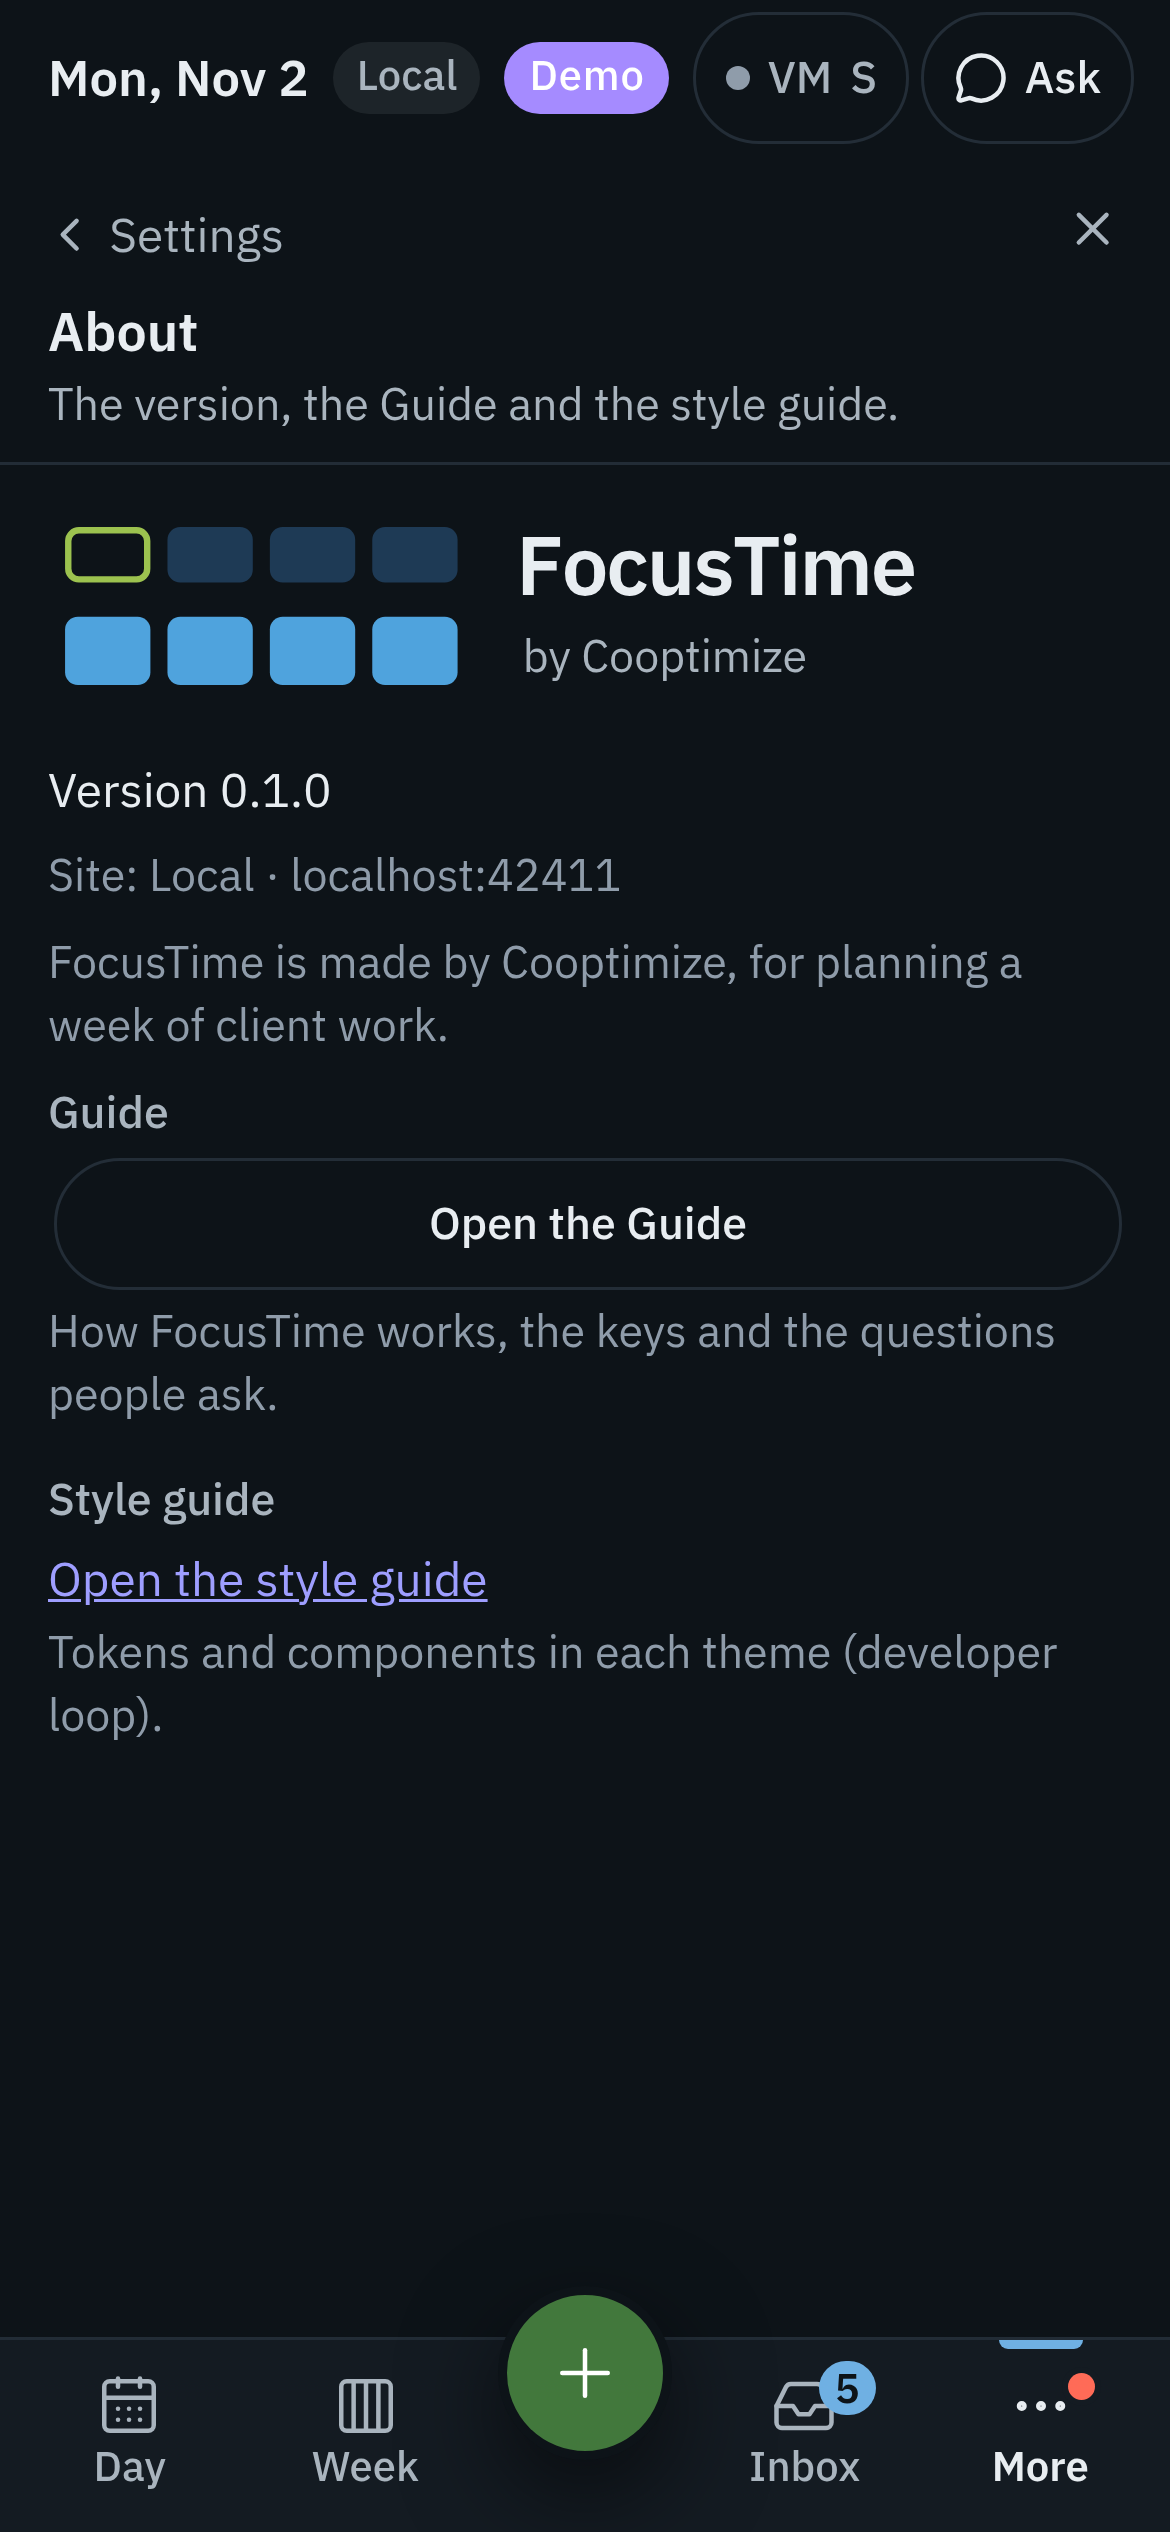 Mon, Nov 2 Local Demo VM S Ask
Settings
About
The version, the Guide and the style guide.
FocusTime
by Cooptimize
Version 0.1.0
Site: Local · localhost:42411
FocusTime is made by Cooptimize, for planning a
week of client work.
Guide
Open the Guide
How FocusTime works, the keys and the questions
people ask.
Style guide
Open the style guide
Tokens and components in each theme (developer
loop).
5
Day Week Inbox More